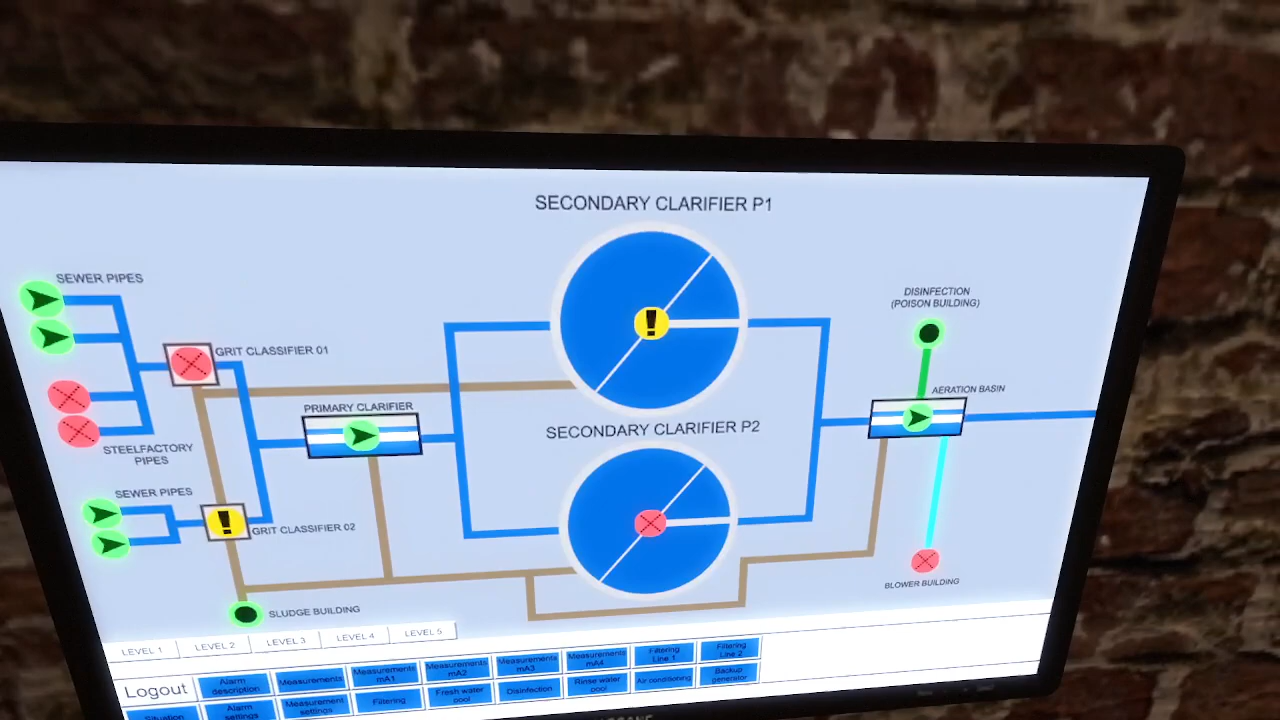 SECONDARY CLARIFIER P1
SEWER PIPES
DISINFECTION
(POISON BUILDING)
GRIT CLASSIFIER 01
PRIMARY CLARIFIER
AERATION BASIN
SECONDARY CLARIFIER P2
STEELFACTORY
PIPES
SEWER PIPES
GRIT CLASSIFIER 02
BLOWER BUILDING
SLUDGE BUILDING
LEVEL 1
LEVEL 2
LEVEL 3
LEVEL 4
LEVEL 5
Logout
Alarm
description
Measurements
Measurements
mA1
Measurements
mA2
Measurements
mA3
Measurements
mA4
Filtering
Line 1
Filtering
Line 2
Situation
Alarm
settings
Measurement
settings
Filtering
Fresh water
pool
Disinfection
Rinse water
pool
Air conditioning
Backup
generator